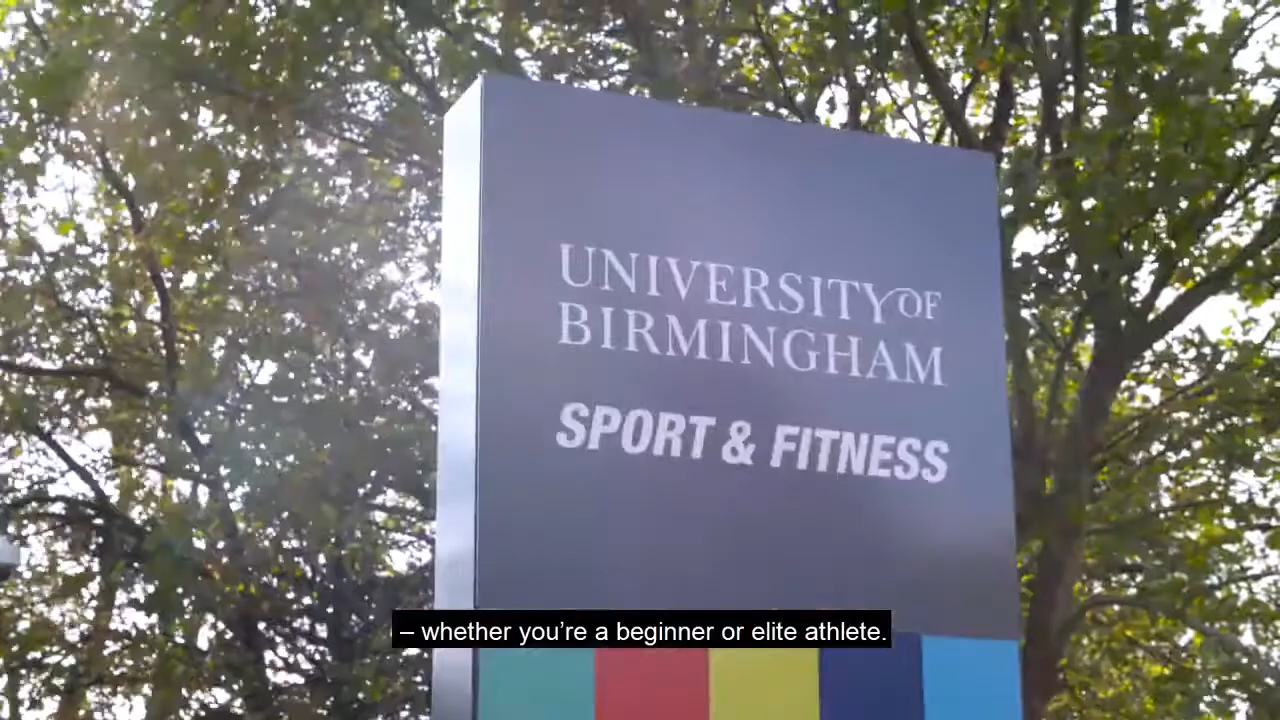 UNIVERSITY OF
BIRMINGHAM
SPORT & FITNESS
– whether you’re a beginner or elite athlete.